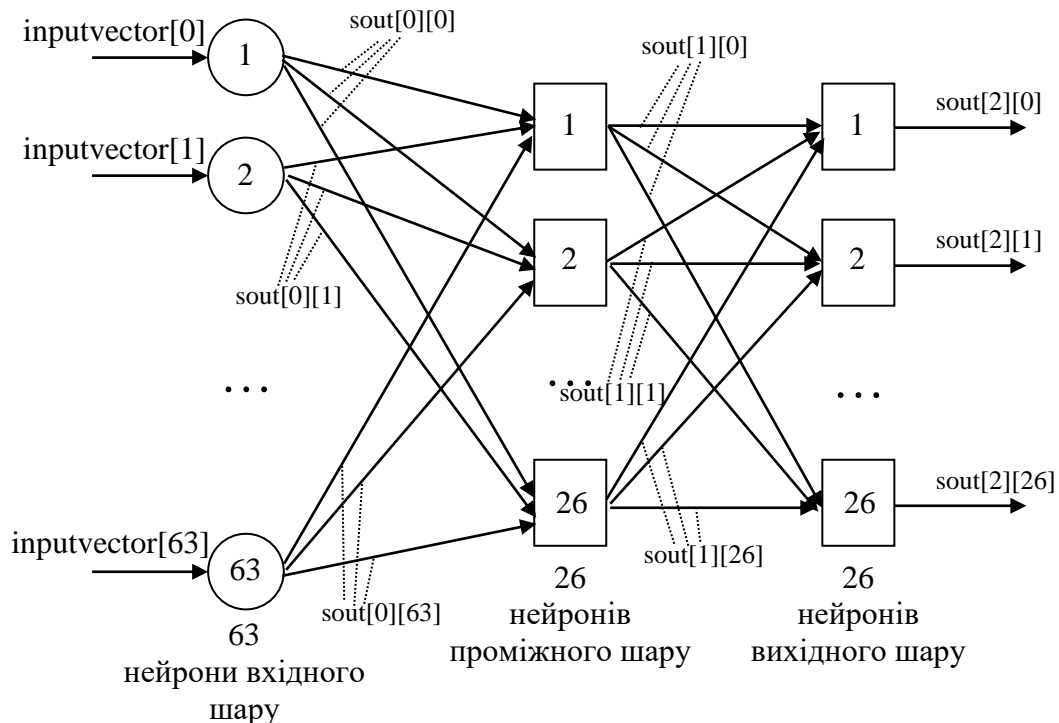 sout[0][0]
inputvector[0]
1
sout[1][0]
1
1
sout[2][0]
inputvector[1]
2
2
2
sout[2][1]
sout[0][1]
. . .
. . .
sout[1][1]
. . .
26
26
sout[2][26]
inputvector[63]
63
sout[0][63]
sout[1][26]
63
нейрони вхідного
шару
26
нейронів
проміжного шару
26
нейронів
вихідного шару